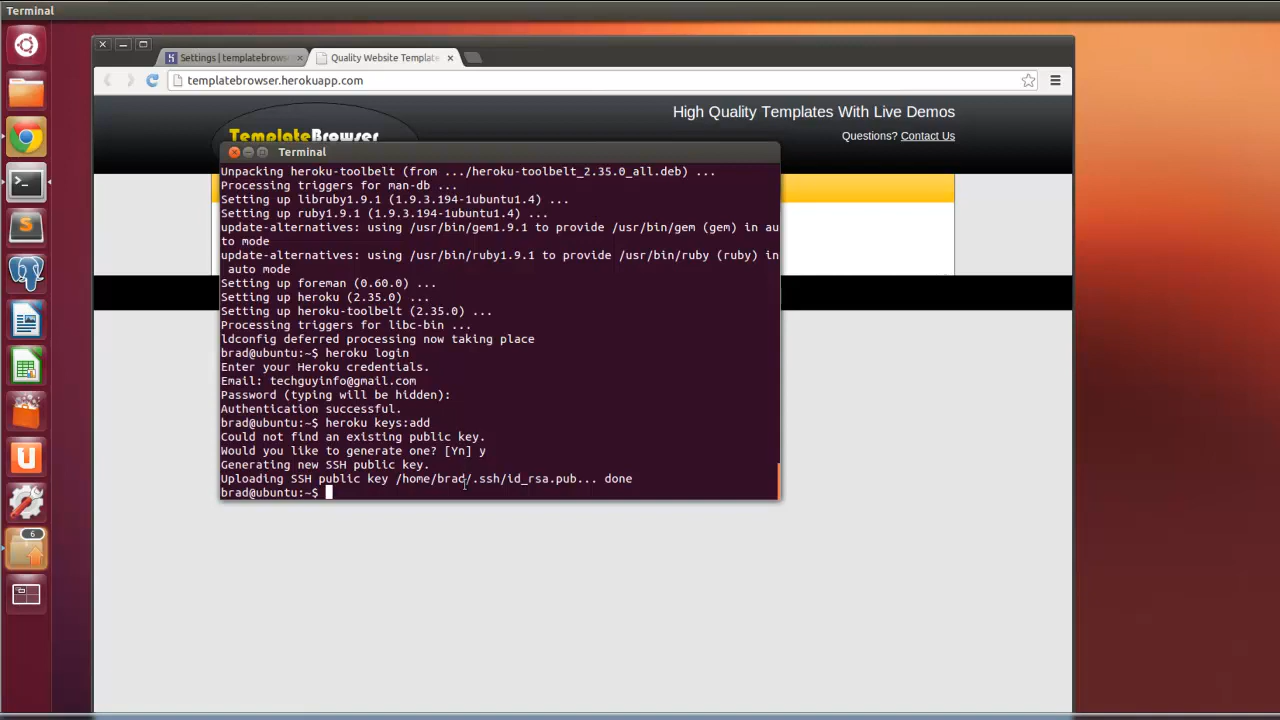 Terminal
Settings | templatebrows
Quality Website Template
templatebrowser.herokuapp.com
High Quality Templates With Live Demos
TemplateBrowser
Questions? Contact Us
Terminal
Unpacking heroku-toolbelt (from .../heroku-toolbelt_2.35.0_all.deb) ...
Processing triggers for man-db ...
Setting up libruby1.9.1 (1.9.3.194-1ubuntu1.4) ...
Setting up ruby1.9.1 (1.9.3.194-1ubuntu1.4) ...
update-alternatives: using /usr/bin/gem1.9.1 to provide /usr/bin/gem (gem) in au
to mode
update-alternatives: using /usr/bin/ruby1.9.1 to provide /usr/bin/ruby (ruby) in
auto mode
Setting up foreman (0.60.0) ...
Setting up heroku (2.35.0) ...
Setting up heroku-toolbelt (2.35.0) ...
Processing triggers for libc-bin ...
ldconfig deferred processing now taking place
brad@ubuntu:~$ heroku login
Enter your Heroku credentials.
Email: techguyinfo@gmail.com
Password (typing will be hidden):
Authentication successful.
brad@ubuntu:~$ heroku keys:add
Could not find an existing public key.
Would you like to generate one? [Yn] y
Generating new SSH public key.
Uploading SSH public key /home/brad/.ssh/id_rsa.pub... done
brad@ubuntu:~$
6